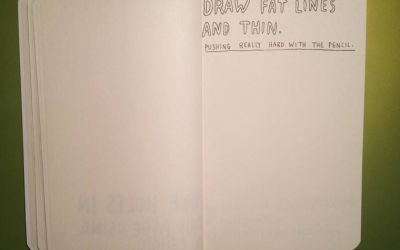 DRAW FAT LINES
AND THIN.
PUSHING REALLY HARD WITH THE PENCIL.